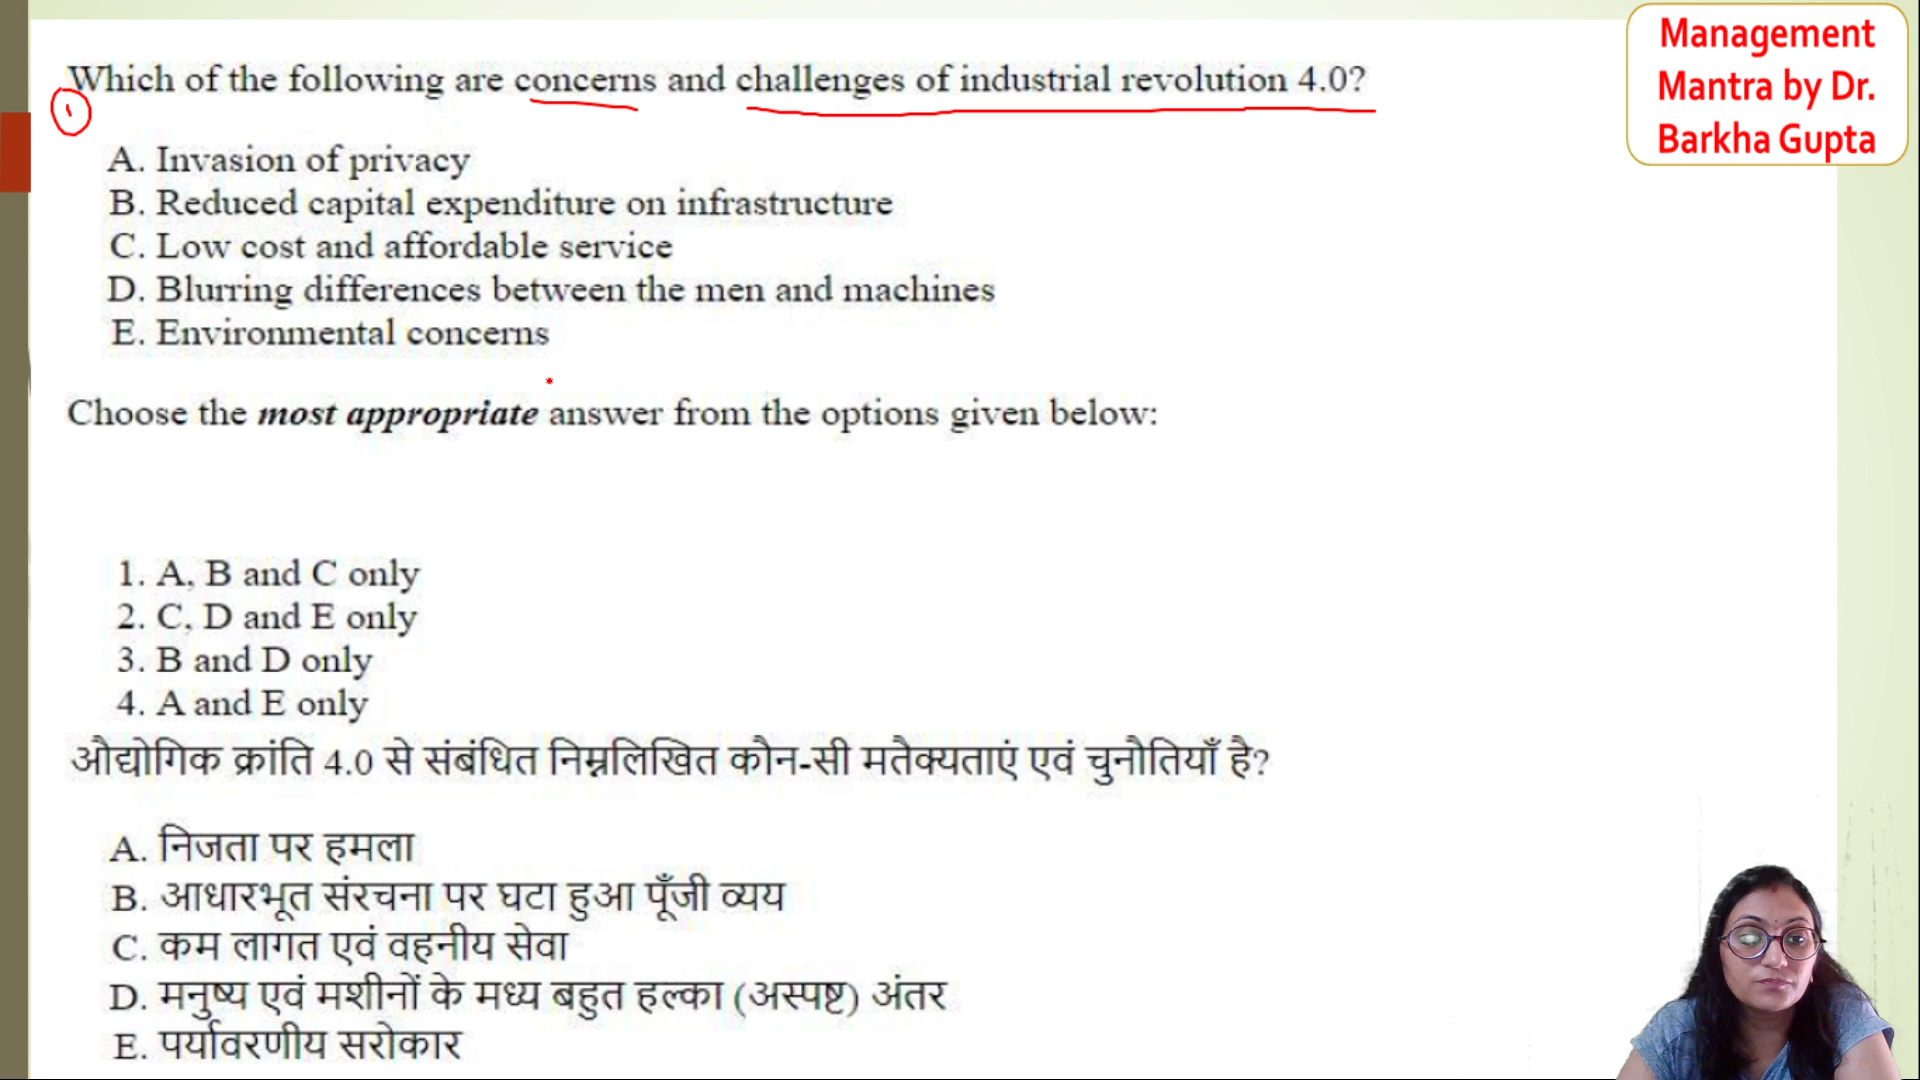 Management
Mantra by Dr.
Barkha Gupta
Which of the following are concerns and challenges of industrial revolution 4.0?
A. Invasion of privacy
B. Reduced capital expenditure on infrastructure
C. Low cost and affordable service
D. Blurring differences between the men and machines
E. Environmental concerns
Choose the most appropriate answer from the options given below:
1. A, B and C only
2. C, D and E only
3. B and D only
4. A and E only
औद्योगिक क्रांति 4.0 से संबंधित निम्नलिखित कौन-सी मतैक्यताएं एवं चुनौतियाँ है?
A. निजता पर हमला
B. आधारभूत संरचना पर घटा हुआ पूँजी व्यय
C. कम लागत एवं वहनीय सेवा
D. मनुष्य एवं मशीनों के मध्य बहुत हल्का (अस्पष्ट) अंतर
E. पर्यावरणीय सरोकार